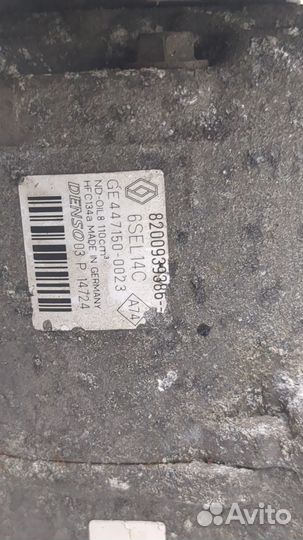 8200939386--
6SEL14C
A74
GE447150-0023
ND-OIL8 110cm³
HFC134a MADE IN GERMANY
DENSO 03 P 14724
Avito